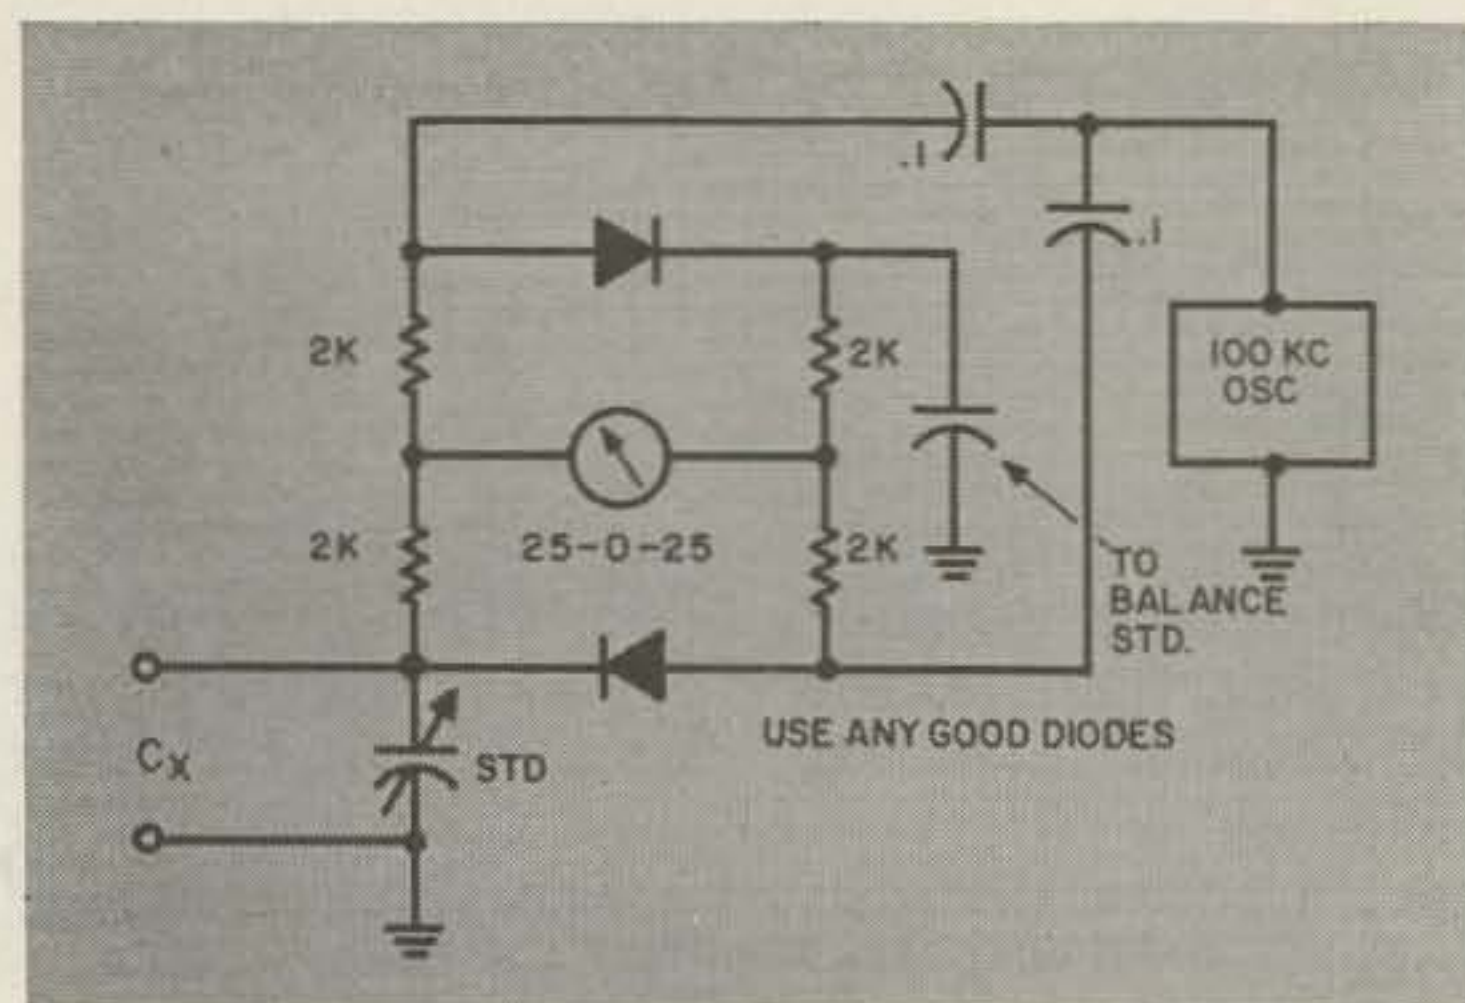 .1
.1
2K
2K
100 KC
OSC
2K
25-0-25
2K
TO
BALANCE
STD.
USE ANY GOOD DIODES
CX
STD